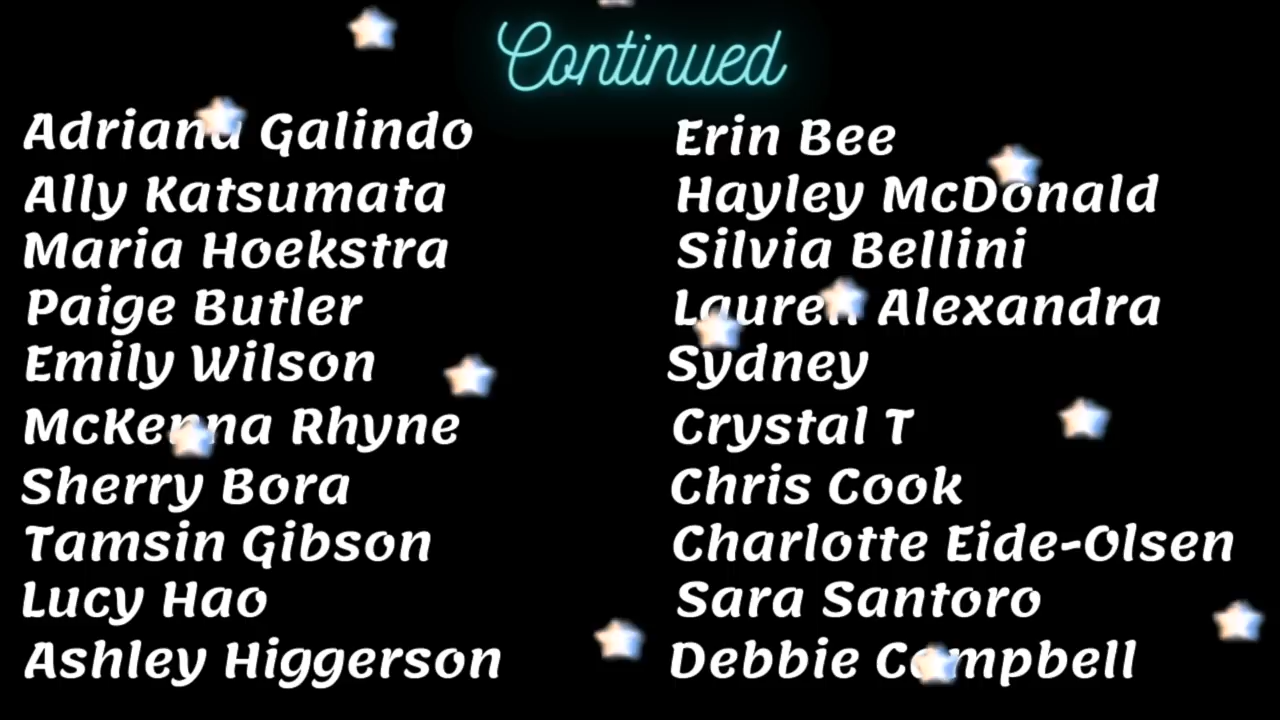 Continued
Adriana Galindo
Ally Katsumata
Maria Hoekstra
Paige Butler
Emily Wilson
McKenna Rhyne
Sherry Bora
Tamsin Gibson
Lucy Hao
Ashley Higgerson
Erin Bee
Hayley McDonald
Silvia Bellini
Lauren Alexandra
Sydney
Crystal T
Chris Cook
Charlotte Eide-Olsen
Sara Santoro
Debbie Campbell